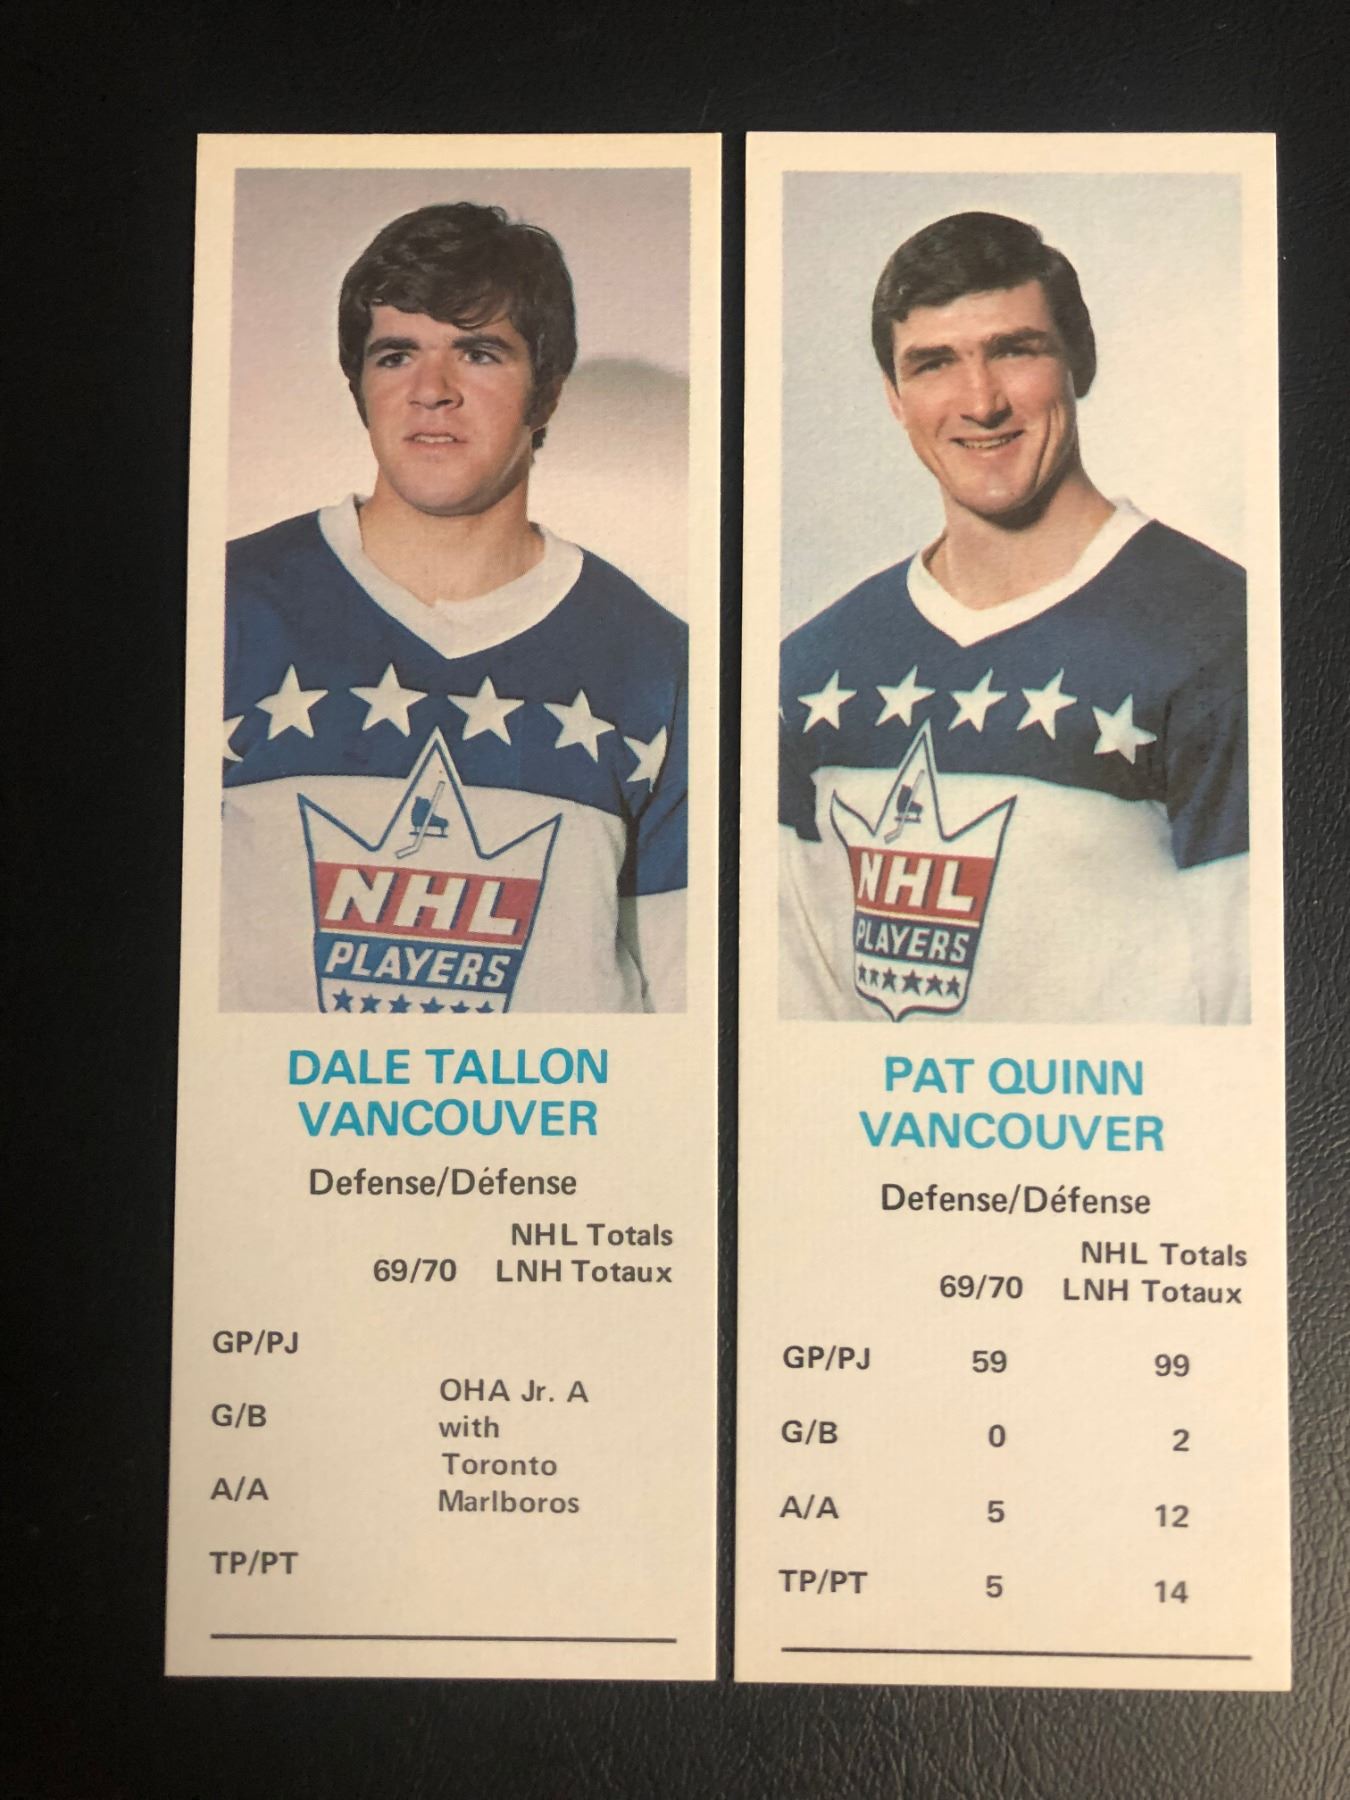 NHL
PLAYERS
DALE TALLON
VANCOUVER
Defense/Défense
NHL Totals
69/70 LNH Totaux
GP/PJ
G/B
A/A
TP/PT
OHA Jr. A
with
Toronto
Marlboros
NHL
PLAYERS
PAT QUINN
VANCOUVER
Defense/Défense
NHL Totals
69/70 LNH Totaux
GP/PJ 59 99
G/B 0 2
A/A 5 12
TP/PT 5 14